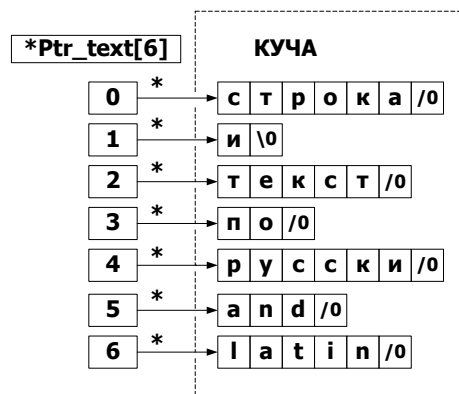 *Ptr_text[6] КУЧА
0 * с т р о к а /0
1 * и \0
2 * т е к с т /0
3 * п о /0
4 * р у с с к и /0
5 * a n d /0
6 * l a t i n /0